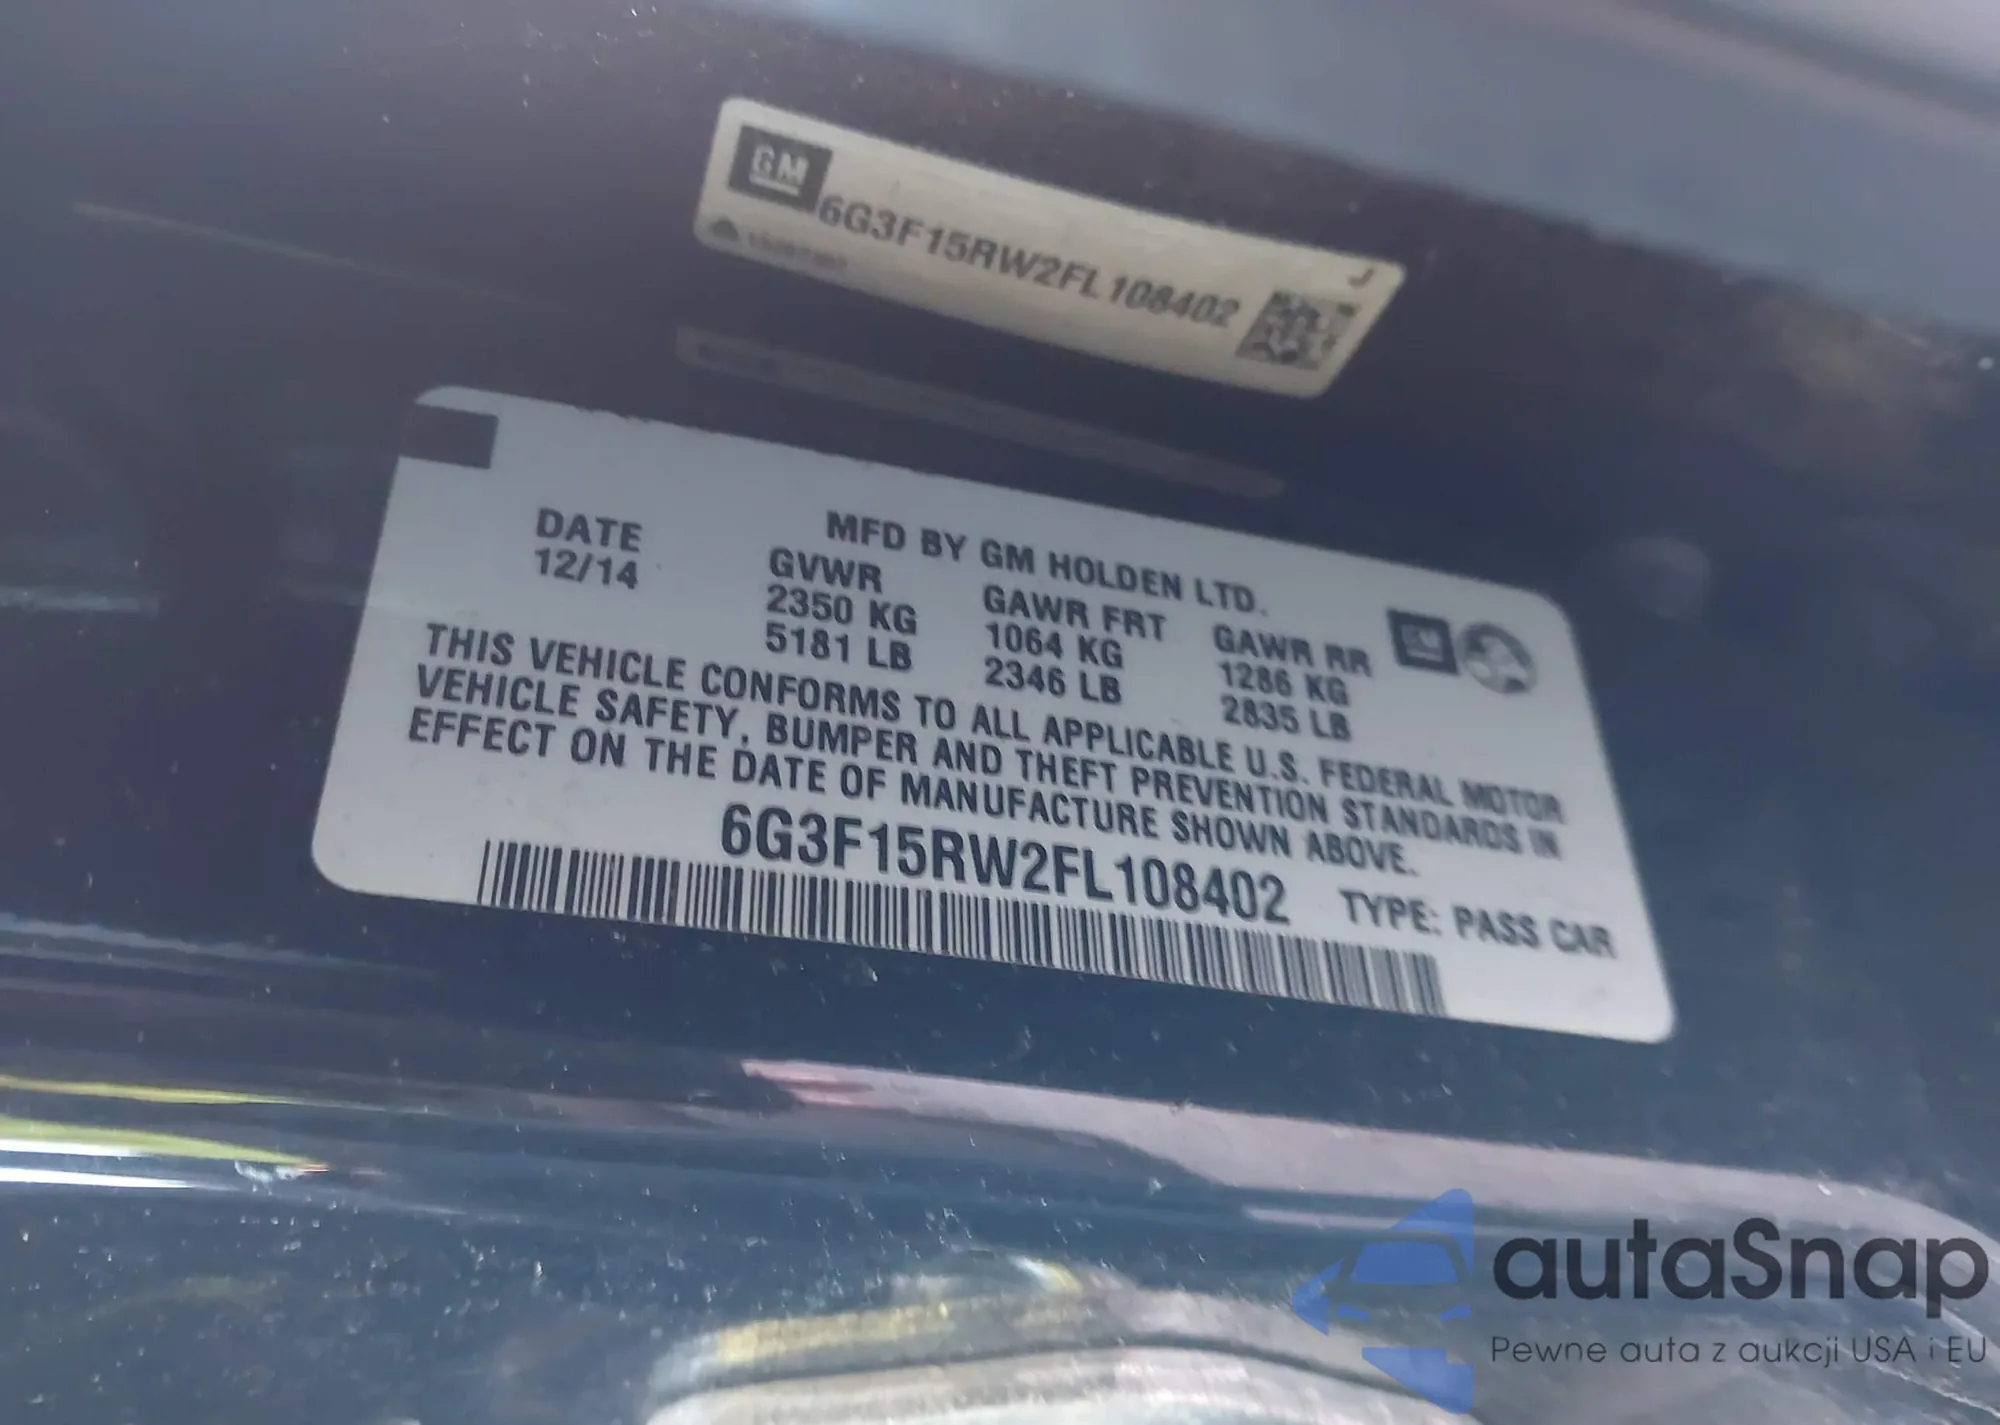 GM
6G3F15RW2FL108402
J
MFD BY GM HOLDEN LTD.
DATE
12/14
GVWR
2350 KG
5181 LB
GAWR FRT
1064 KG
2346 LB
GAWR RR
1286 KG
2835 LB
GM
THIS VEHICLE CONFORMS TO ALL APPLICABLE U.S. FEDERAL MOTOR
VEHICLE SAFETY, BUMPER AND THEFT PREVENTION STANDARDS IN
EFFECT ON THE DATE OF MANUFACTURE SHOWN ABOVE.
6G3F15RW2FL108402
TYPE: PASS CAR
autaSnap
Pewne auta z aukcji USA i EU